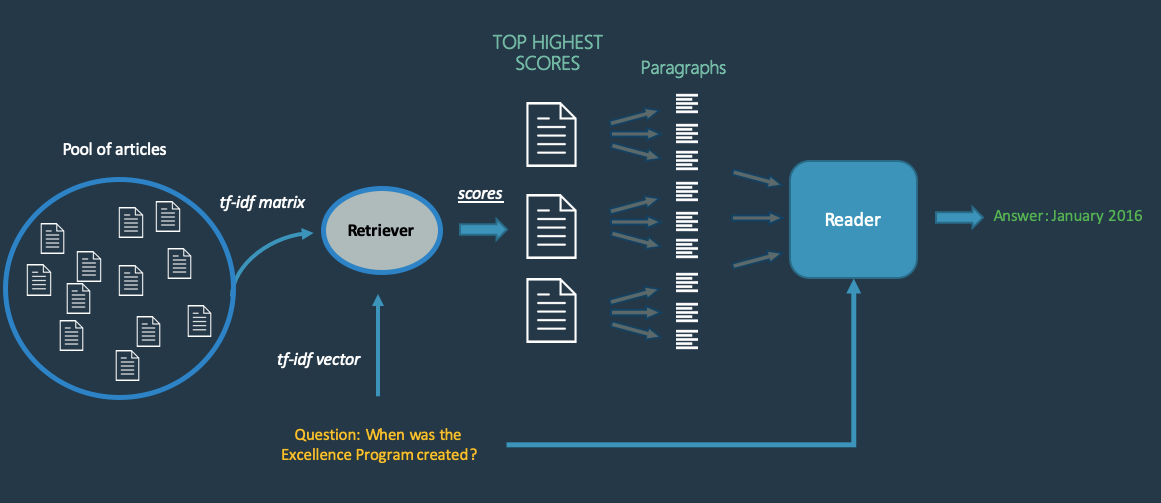 TOP HIGHEST
SCORES
Paragraphs
Pool of articles
tf-idf matrix
scores
Retriever
Reader
Answer: January 2016
tf-idf vector
Question: When was the
Excellence Program created?